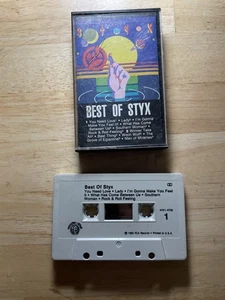 STYX
BEST OF STYX
You Need Love • Lady • I'm Gonna
Make You Feel It • What Has Come
Between Us • Southern Woman •
Rock & Roll Feeling • Winner Take
All • Best Thing • Witch Wolf • The
Grove of Eglantine • Man of Miracles
Best Of Styx
You Need Love • Lady • I'm Gonna Make You Feel
It • What Has Come Between Us • Southern
Woman • Rock & Roll Feeling
1